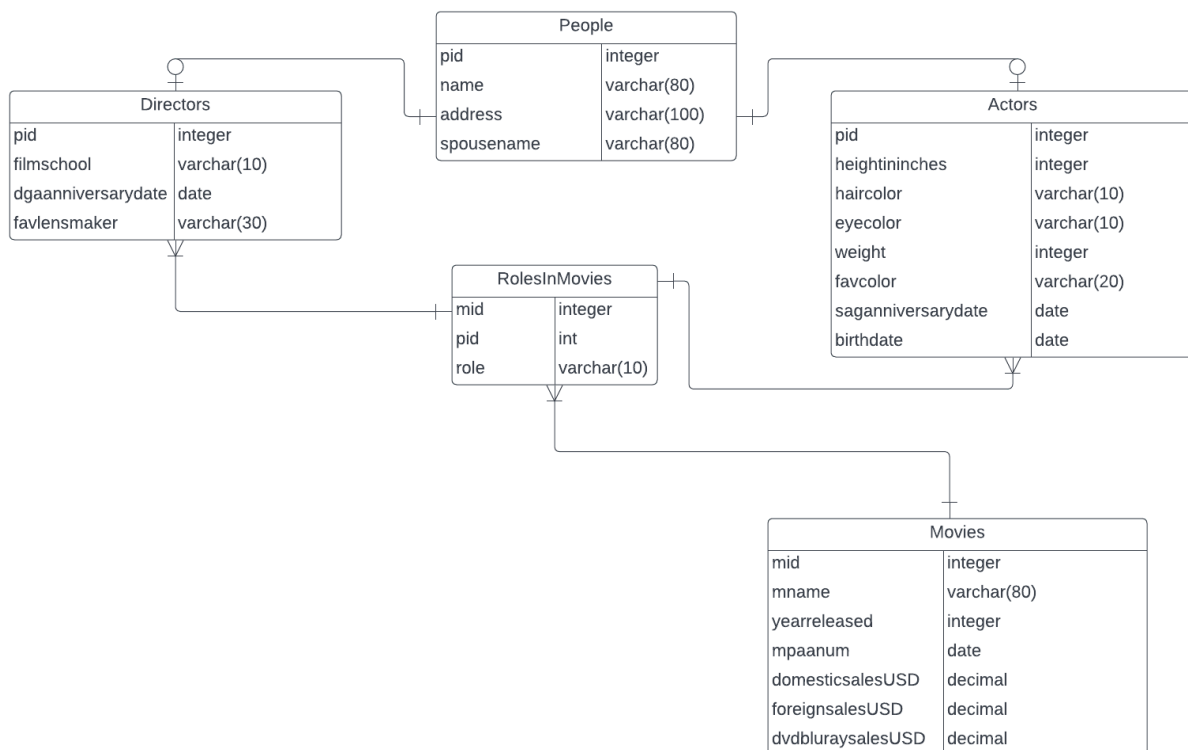 People
pid integer
name varchar(80)
address varchar(100)
spousename varchar(80)
Directors
pid integer
filmschool varchar(10)
dgaanniversarydate date
favlensmaker varchar(30)
Actors
pid integer
heightininches integer
haircolor varchar(10)
eyecolor varchar(10)
weight integer
favcolor varchar(20)
saganniversarydate date
birthdate date
RolesInMovies
mid integer
pid int
role varchar(10)
Movies
mid integer
mname varchar(80)
yearreleased integer
mpaanum date
domesticsalesUSD decimal
foreignsalesUSD decimal
dvdbluraysalesUSD decimal